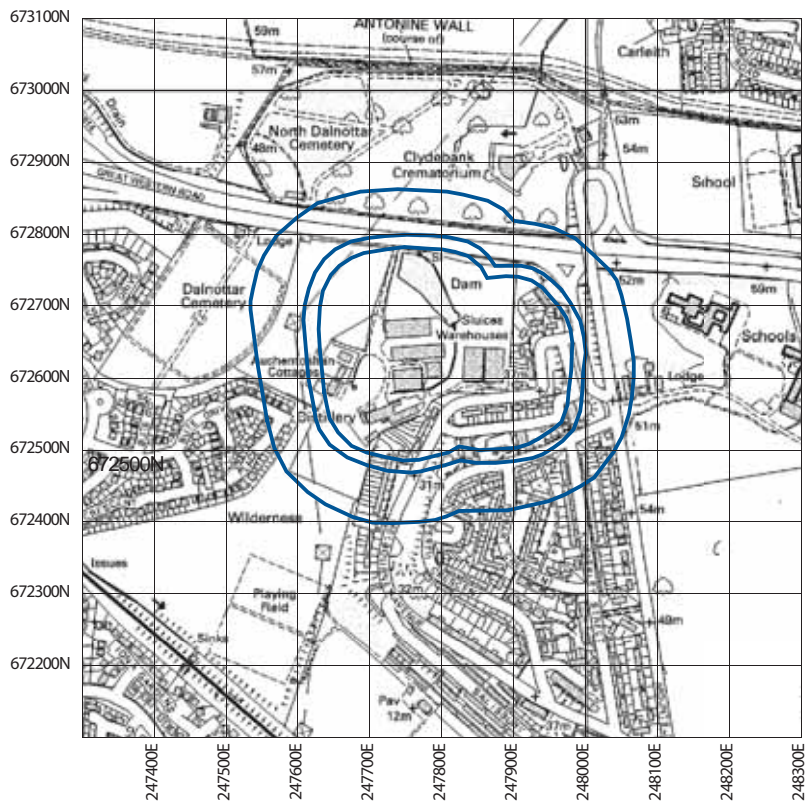 673100N
59m
ANTONINE WALL
(course of)
Carleith
57m
673000N
Drain
53m
North Dalnottar
Cemetery
48m
54m
672900N
Clydebank
Crematorium
School
GREAT WESTERN ROAD
672800N
Lodge
52m
59m
Dam
Dalnottar
Cemetery
672700N
Sluices
Warehouses
Schools
Auchentoshan
Cottages
672600N
Lodge
Distillery
51m
672500N
672500N
31m
Wilderness
54m
672400N
Issues
672300N
32m
Playing
Field
49m
Sinks
672200N
Pav
12m
37m
247400E
247500E
247600E
247700E
247800E
247900E
248000E
248100E
248200E
248300E